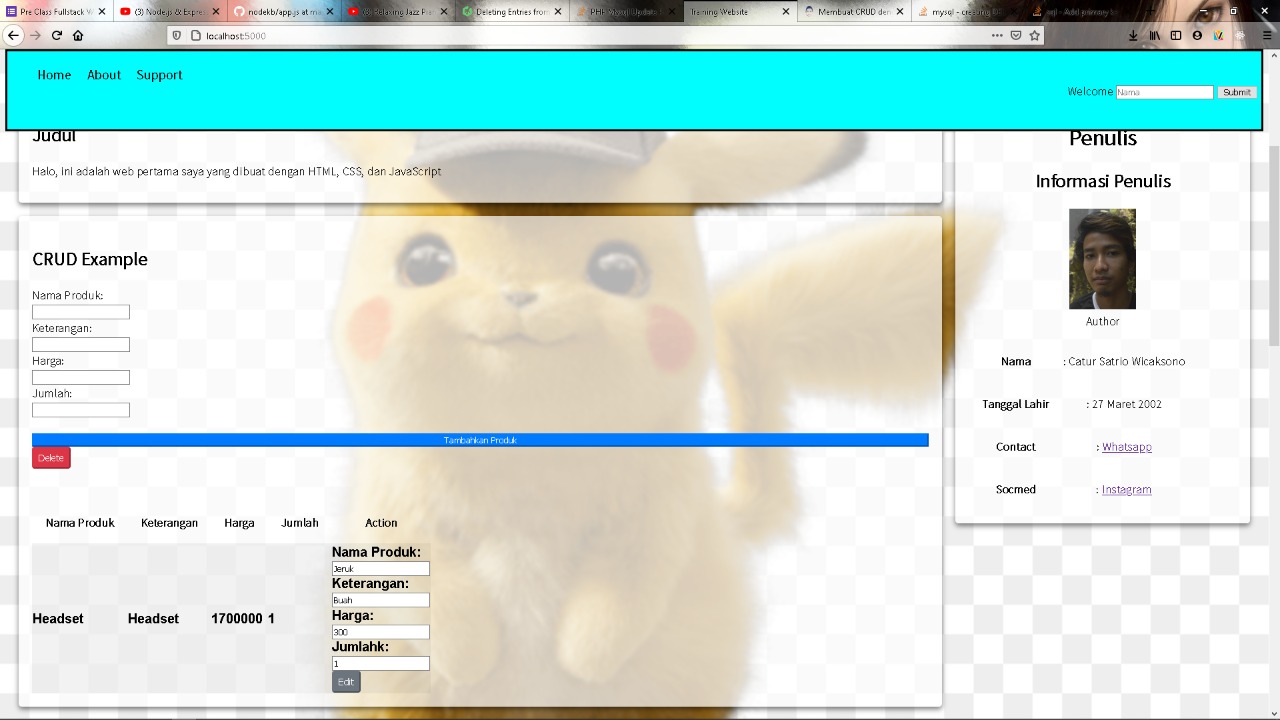 Pre Class Fullstack W
(3) Nodejs & Expre
nodekb/app.js at ma
(3) Relaxing Jazz Pia
Deleting Entries from
PHP Mysql Update
Training Website
Membuat CRUD den
mysql - creating
sql - Add primary
localhost:5000
Home About Support
Welcome Nama Submit
Judul
Halo, ini adalah web pertama saya yang dibuat dengan HTML, CSS, dan JavaScript
CRUD Example
Nama Produk:
Keterangan:
Harga:
Jumlah:
Tambahkan Produk
Delete
Nama Produk Keterangan Harga Jumlah Action
Headset Headset 1700000 1
Nama Produk:
Jeruk
Keterangan:
Buah
Harga:
300
Jumlahk:
1
Edit
Penulis
Informasi Penulis
Author
Nama : Catur Satrio Wicaksono
Tanggal Lahir : 27 Maret 2002
Contact : Whatsapp
Socmed : Instagram